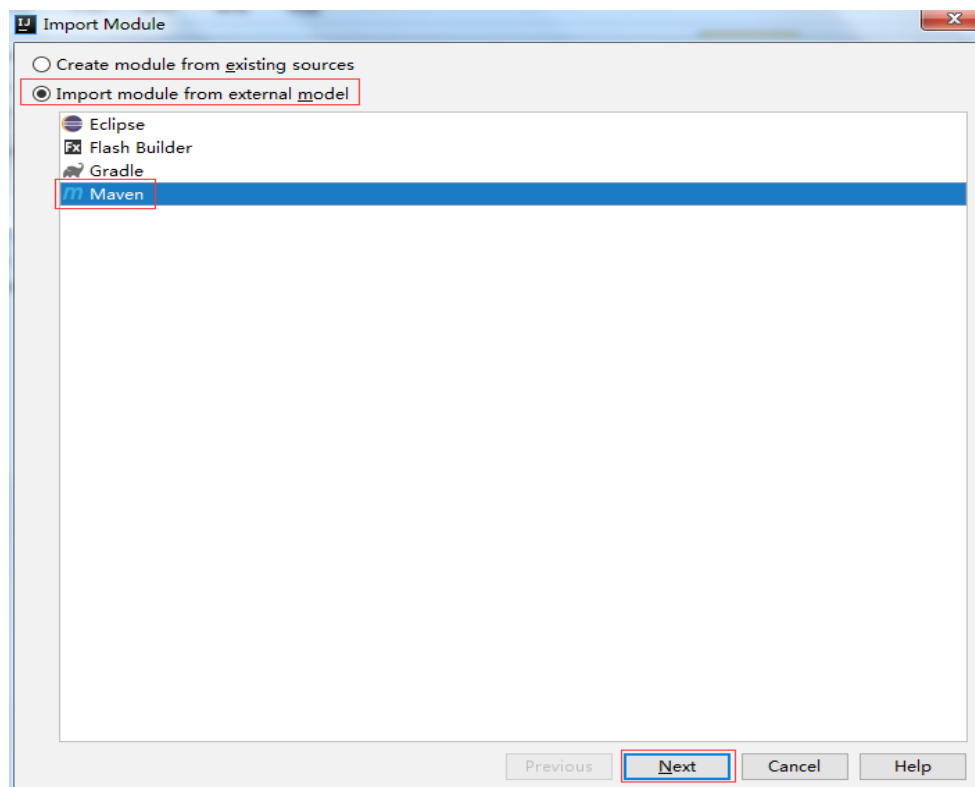 Import Module
Create module from existing sources
Import module from external model
Eclipse
Fx Flash Builder
Gradle
m Maven
Previous Next Cancel Help